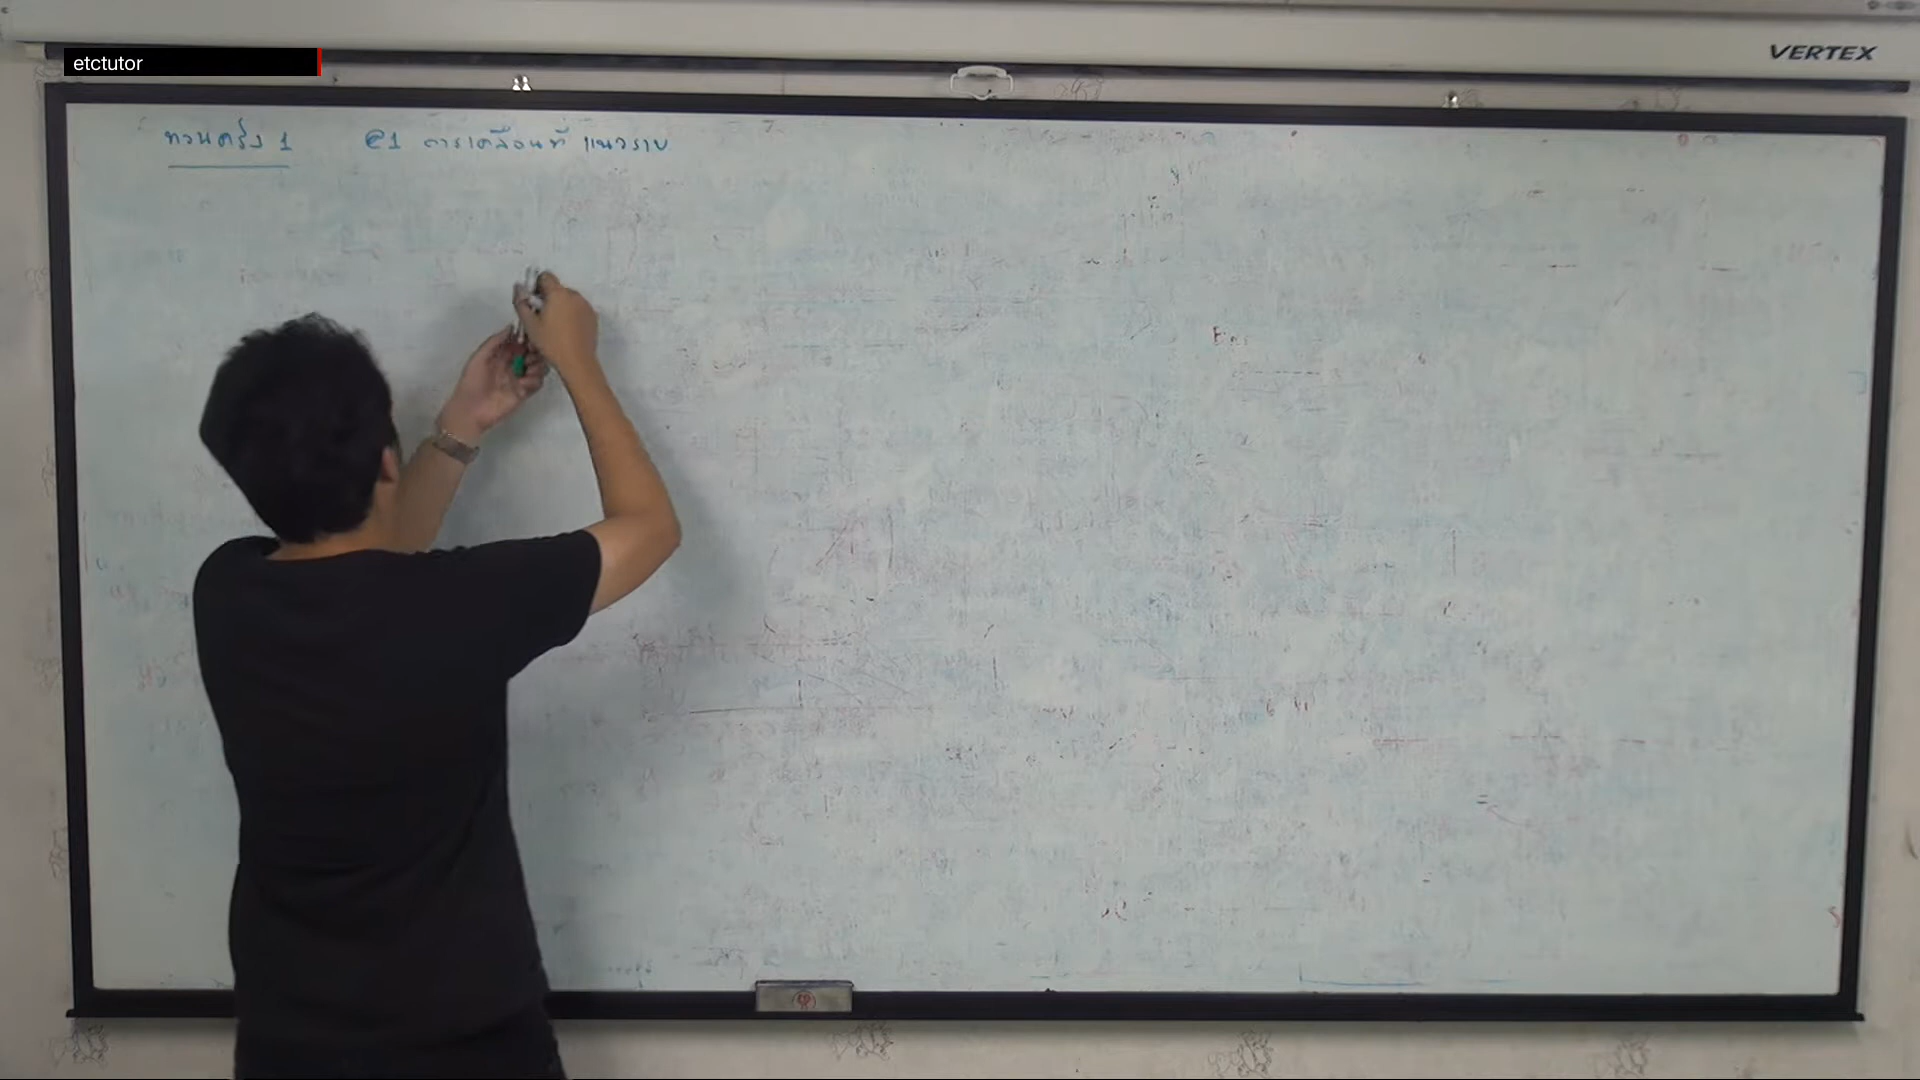 etctutor
VERTEX
ทวนครั้ง 1 @1 การเคลื่อนที่ แนวราบ